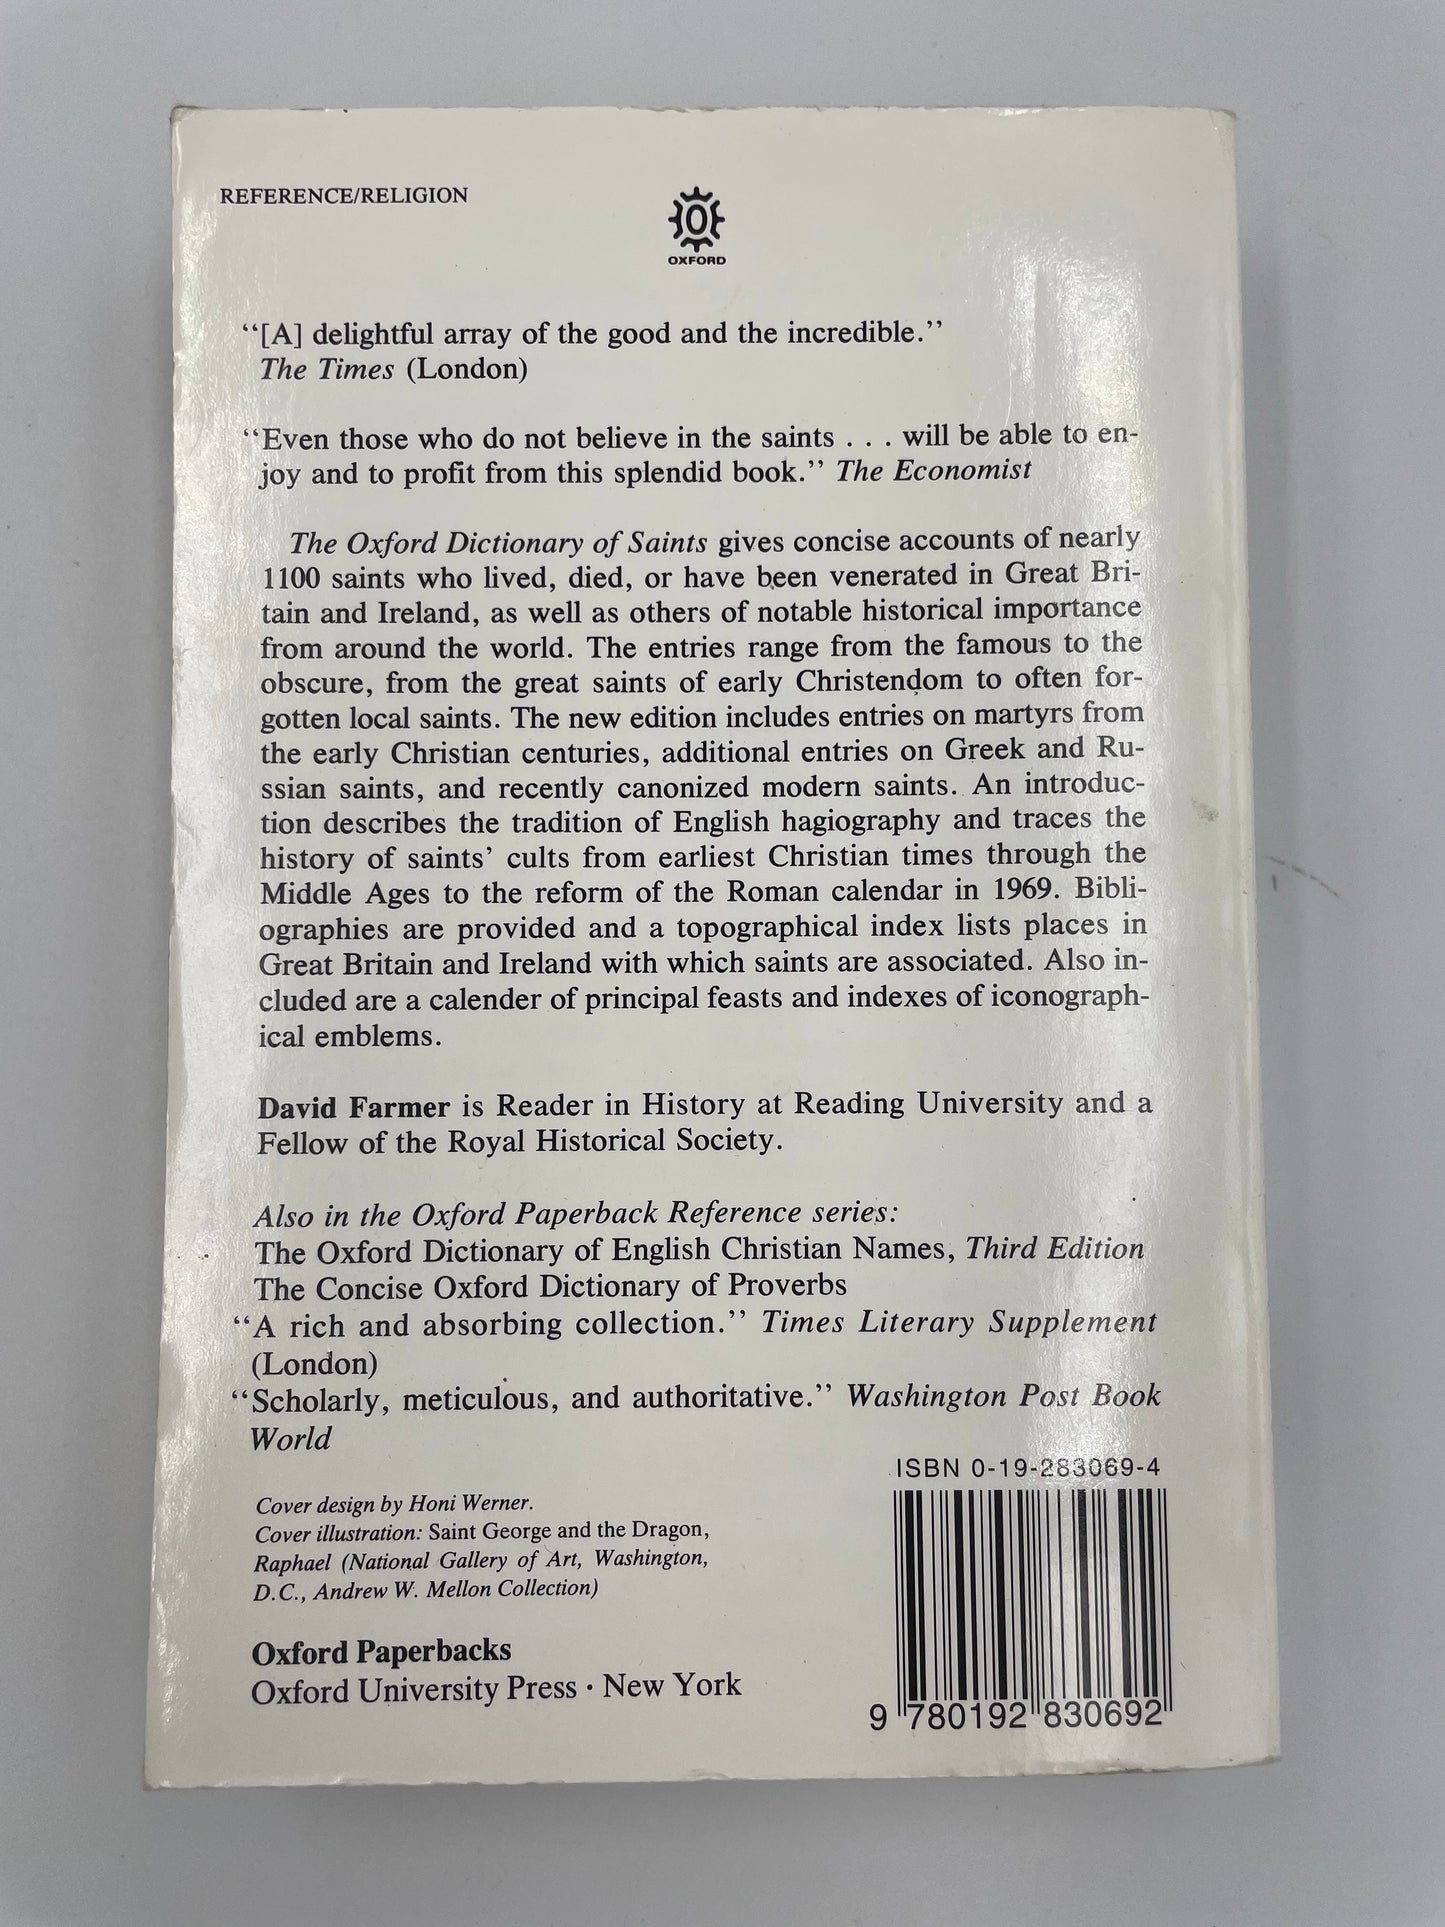 REFERENCE/RELIGION
O
OXFORD
“[A] delightful array of the good and the incredible.”
The Times (London)
“Even those who do not believe in the saints . . . will be able to en-
joy and to profit from this splendid book.” The Economist
The Oxford Dictionary of Saints gives concise accounts of nearly
1100 saints who lived, died, or have been venerated in Great Bri-
tain and Ireland, as well as others of notable historical importance
from around the world. The entries range from the famous to the
obscure, from the great saints of early Christendom to often for-
gotten local saints. The new edition includes entries on martyrs from
the early Christian centuries, additional entries on Greek and Ru-
ssian saints, and recently canonized modern saints. An introduc-
tion describes the tradition of English hagiography and traces the
history of saints’ cults from earliest Christian times through the
Middle Ages to the reform of the Roman calendar in 1969. Bibli-
ographies are provided and a topographical index lists places in
Great Britain and Ireland with which saints are associated. Also in-
cluded are a calender of principal feasts and indexes of iconograph-
ical emblems.
David Farmer is Reader in History at Reading University and a
Fellow of the Royal Historical Society.
Also in the Oxford Paperback Reference series:
The Oxford Dictionary of English Christian Names, Third Edition
The Concise Oxford Dictionary of Proverbs
“A rich and absorbing collection.” Times Literary Supplement
(London)
“Scholarly, meticulous, and authoritative.” Washington Post Book
World
ISBN 0-19-283069-4
Cover design by Honi Werner.
Cover illustration: Saint George and the Dragon,
Raphael (National Gallery of Art, Washington,
D.C., Andrew W. Mellon Collection)
Oxford Paperbacks
Oxford University Press · New York
9 780192 830692